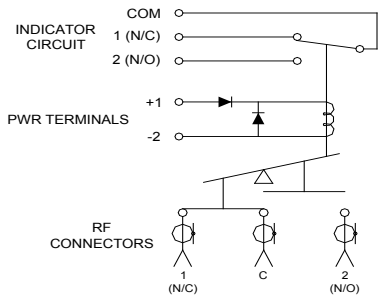 COM
INDICATOR
CIRCUIT
1 (N/C)
2 (N/O)
+1
PWR TERMINALS
-2
RF
CONNECTORS
1
(N/C)
C
2
(N/O)